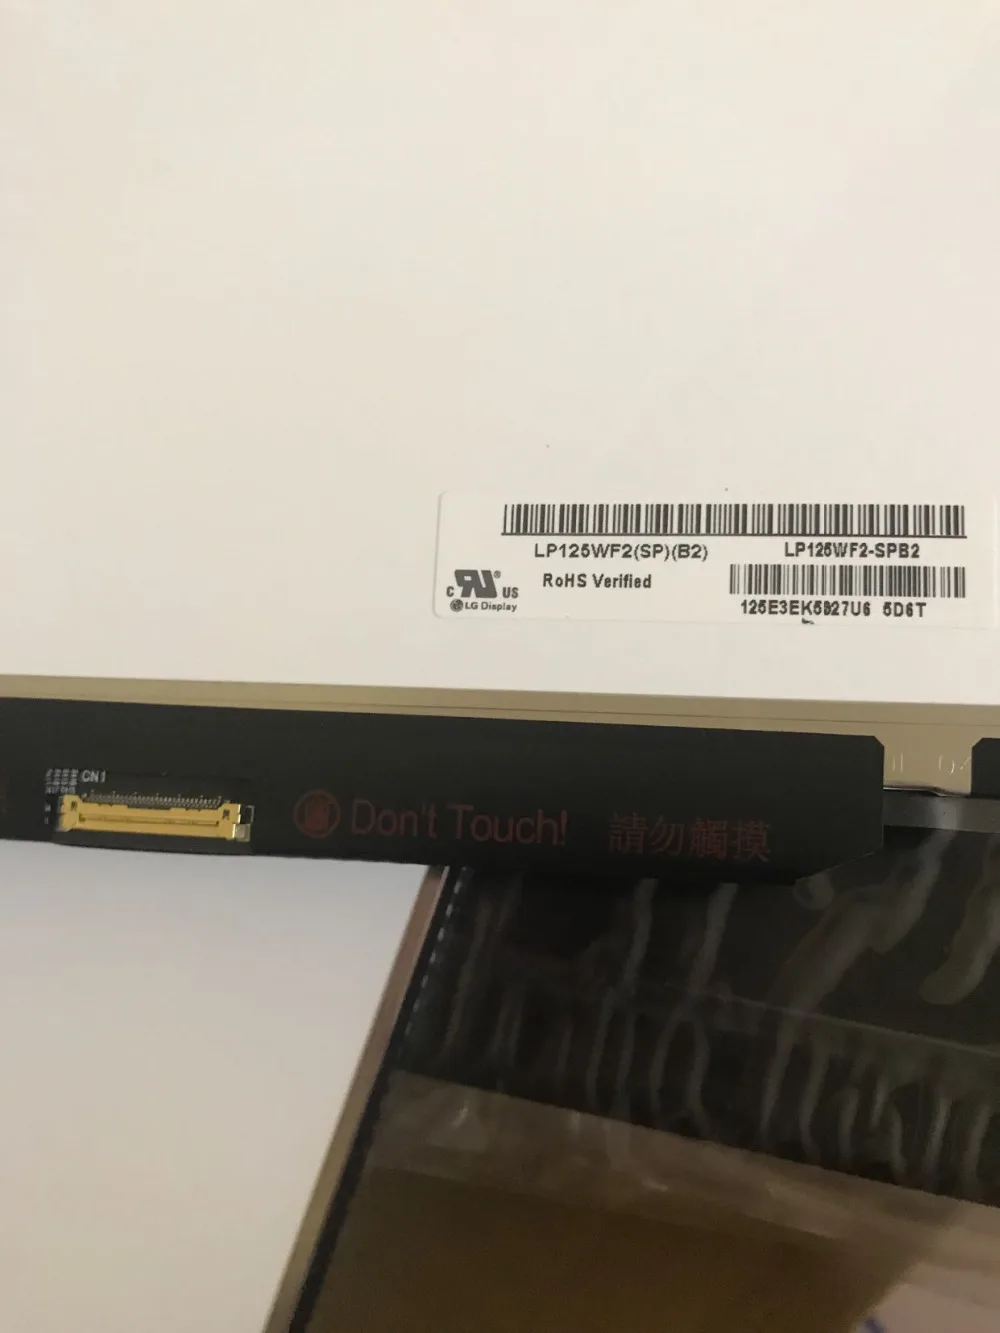 LP125WF2(SP)(B2) LP125WF2-SPB2
RoHS Verified
C US
LG Display
125E3EK5827U6 5D6T
CN1
Don't Touch! 請勿觸摸